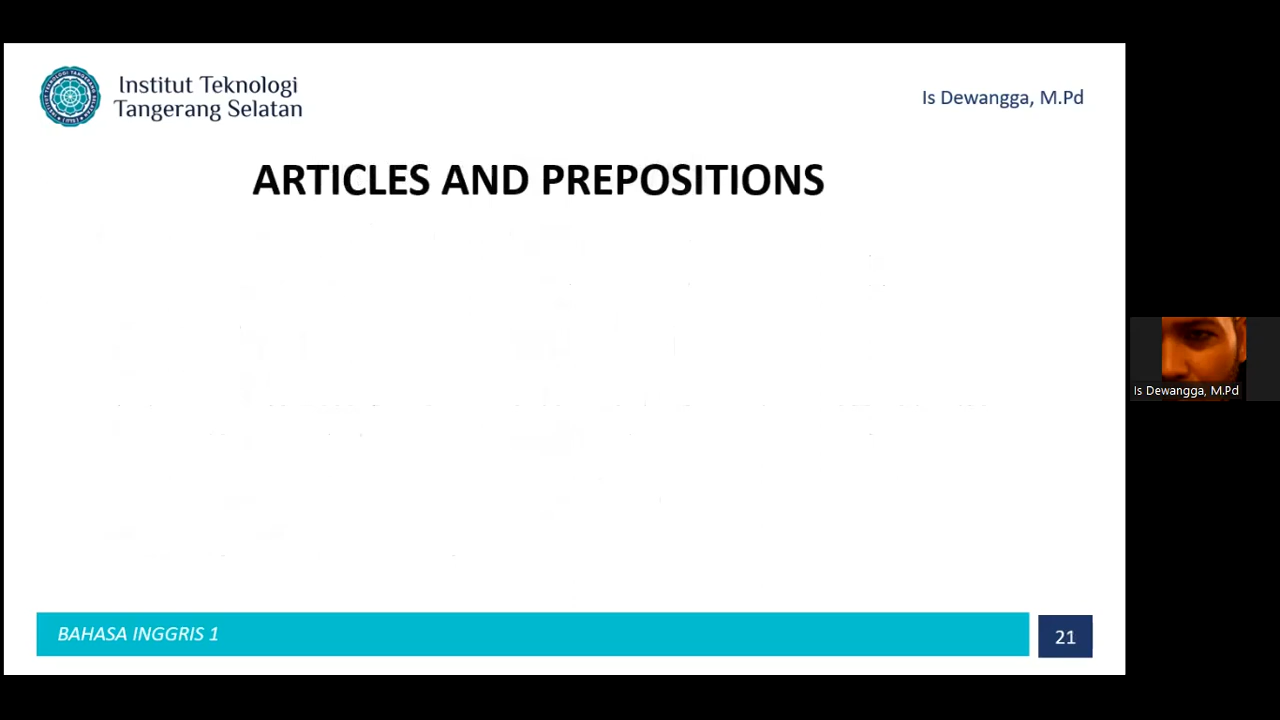 Institut Teknologi
Tangerang Selatan
Is Dewangga, M.Pd
ARTICLES AND PREPOSITIONS
Is Dewangga, M.Pd
BAHASA INGGRIS 1
21